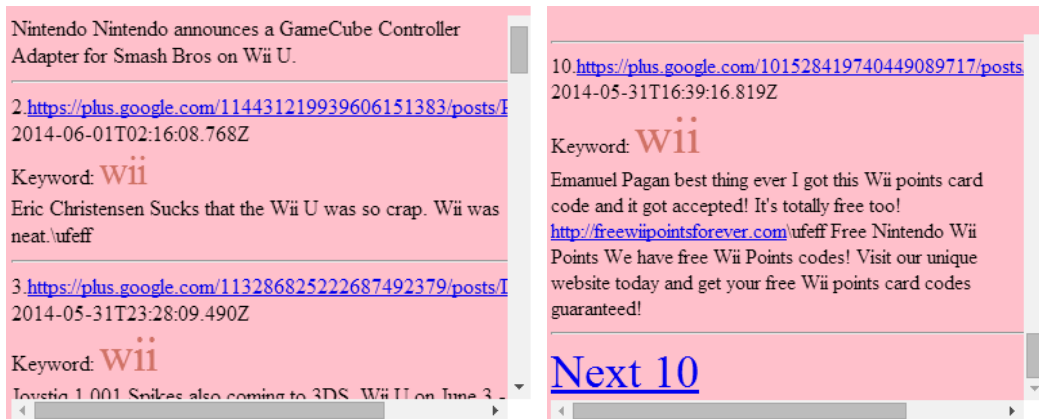 Nintendo Nintendo announces a GameCube Controller
Adapter for Smash Bros on Wii U.
2.https://plus.google.com/114431219939606151383/posts/
2014-06-01T02:16:08.768Z
Keyword: wii
Eric Christensen Sucks that the Wii U was so crap. Wii was
neat.\ufeff
3.https://plus.google.com/113286825222687492379/posts/
2014-05-31T23:28:09.490Z
Keyword: wii
Joystiq 1,001 Spikes also coming to 3DS, Wii U on June 3 -
10.https://plus.google.com/101528419740449089717/posts
2014-05-31T16:39:16.819Z
Keyword: wii
Emanuel Pagan best thing ever I got this Wii points card
code and it got accepted! It's totally free too!
http://freewiipointsforever.com\ufeff Free Nintendo Wii
Points We have free Wii Points codes! Visit our unique
website today and get your free Wii points card codes
guaranteed!
Next 10